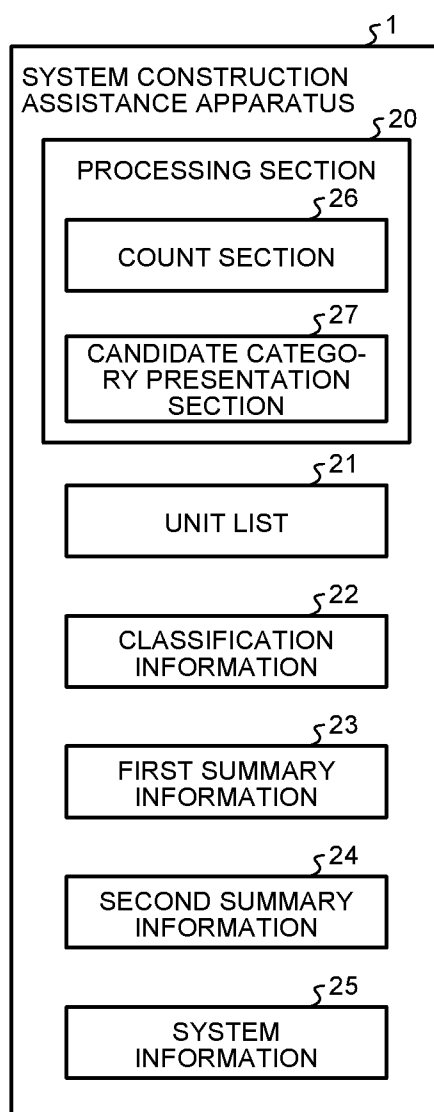 1
SYSTEM CONSTRUCTION
ASSISTANCE APPARATUS
20
PROCESSING SECTION
26
COUNT SECTION
27
CANDIDATE CATEGO-
RY PRESENTATION
SECTION
21
UNIT LIST
22
CLASSIFICATION
INFORMATION
23
FIRST SUMMARY
INFORMATION
24
SECOND SUMMARY
INFORMATION
25
SYSTEM
INFORMATION